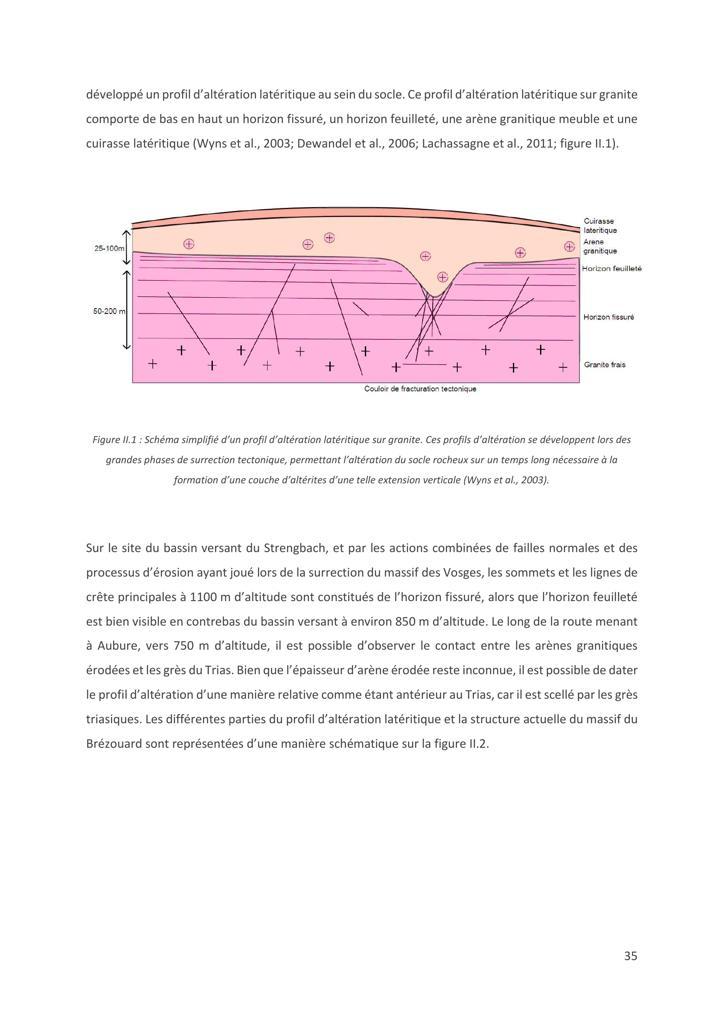 développé un profil d’altération latéritique au sein du socle. Ce profil d’altération latéritique sur granite
comporte de bas en haut un horizon fissuré, un horizon feuilleté, une arène granitique meuble et une
cuirasse latéritique (Wyns et al., 2003; Dewandel et al., 2006; Lachassagne et al., 2011; figure II.1).
Cuirasse
lateritique
25-100m
Arene
granitique
Horizon feuilleté
50-200 m
Horizon fissuré
Granite frais
Couloir de fracturation tectonique
Figure II.1 : Schéma simplifié d’un profil d’altération latéritique sur granite. Ces profils d’altération se développent lors des
grandes phases de surrection tectonique, permettant l’altération du socle rocheux sur un temps long nécessaire à la
formation d’une couche d’altérites d’une telle extension verticale (Wyns et al., 2003).
Sur le site du bassin versant du Strengbach, et par les actions combinées de failles normales et des
processus d’érosion ayant joué lors de la surrection du massif des Vosges, les sommets et les lignes de
crête principales à 1100 m d’altitude sont constitués de l’horizon fissuré, alors que l’horizon feuilleté
est bien visible en contrebas du bassin versant à environ 850 m d’altitude. Le long de la route menant
à Aubure, vers 750 m d’altitude, il est possible d’observer le contact entre les arènes granitiques
érodées et les grès du Trias. Bien que l’épaisseur d’arène érodée reste inconnue, il est possible de dater
le profil d’altération d’une manière relative comme étant antérieur au Trias, car il est scellé par les grès
triasiques. Les différentes parties du profil d’altération latéritique et la structure actuelle du massif du
Brézouard sont représentées d’une manière schématique sur la figure II.2.
35